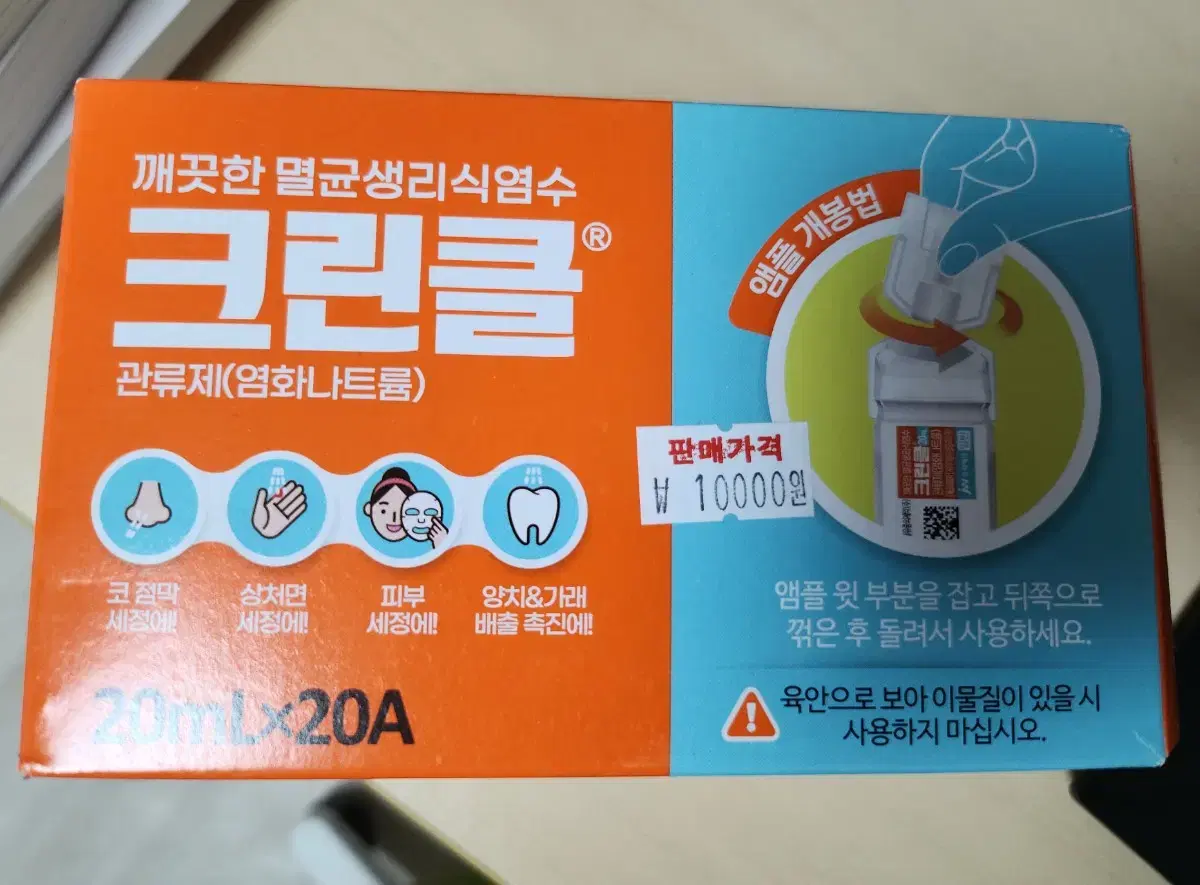 깨끗한 멸균생리식염수
크린클®
관류제(염화나트륨)
코 점막
세정에!
상처면
세정에!
피부
세정에!
양치&가래
배출 촉진에!
20mL×20A
앰플 개봉법
크린클
판매가격
₩ 10000원
앰플 윗 부분을 잡고 뒤쪽으로
꺾은 후 돌려서 사용하세요.
육안으로 보아 이물질이 있을 시
사용하지 마십시오.